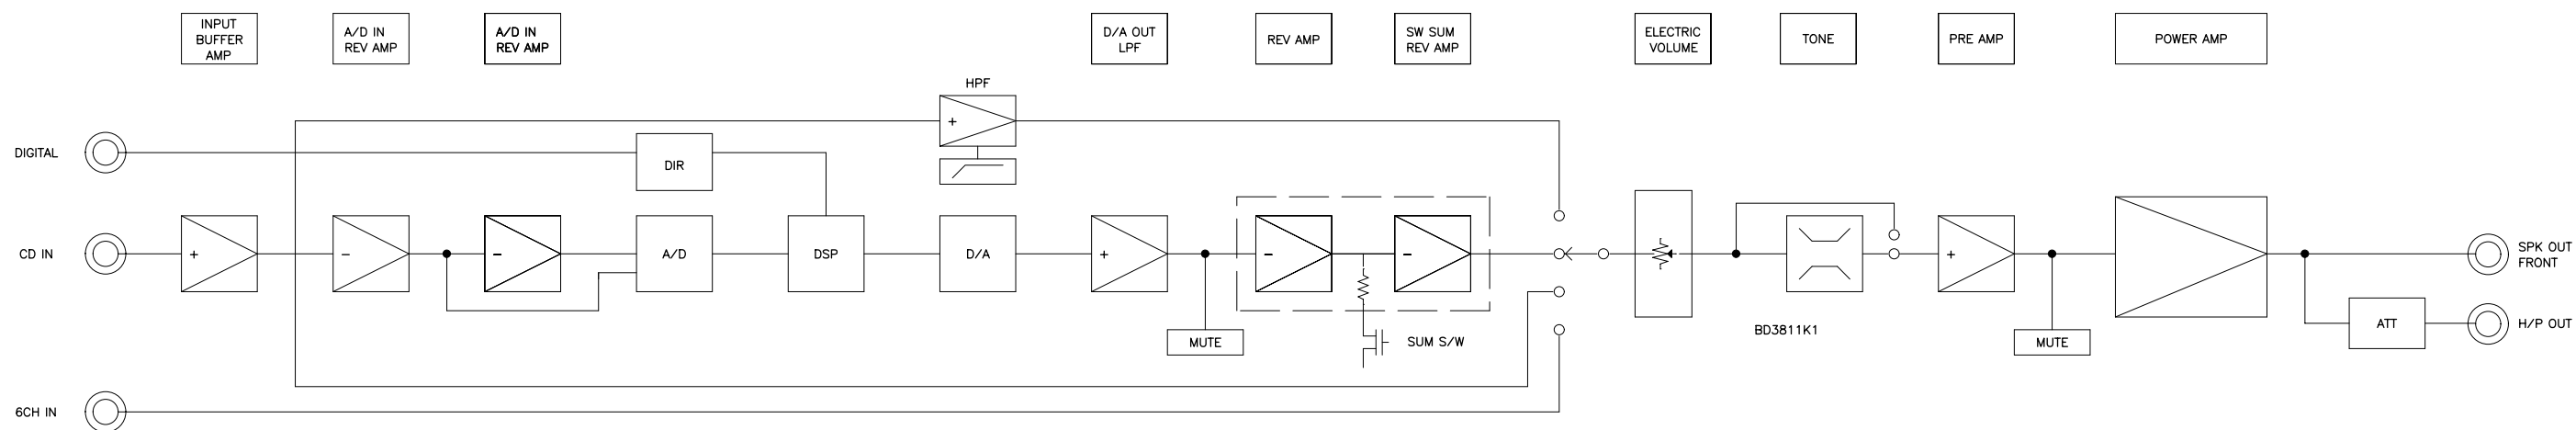 INPUT
BUFFER
AMP
A/D IN
REV AMP
A/D IN
REV AMP
D/A OUT
LPF
REV AMP
SW SUM
REV AMP
ELECTRIC
VOLUME
TONE
PRE AMP
POWER AMP
HPF
+
DIGITAL
DIR
CD IN
+
−
−
A/D
DSP
D/A
+
−
−
+
SPK OUT
FRONT
MUTE
SUM S/W
BD3811K1
MUTE
ATT
H/P OUT
6CH IN